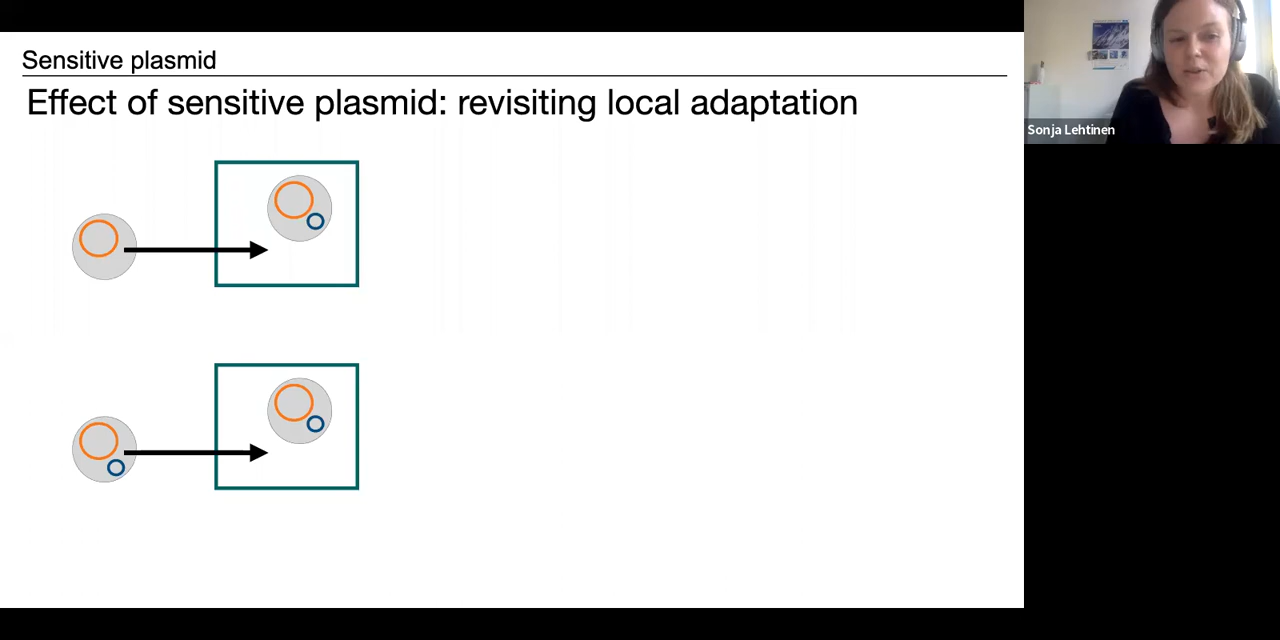 Sensitive plasmid
Effect of sensitive plasmid: revisiting local adaptation
Sonja Lehtinen